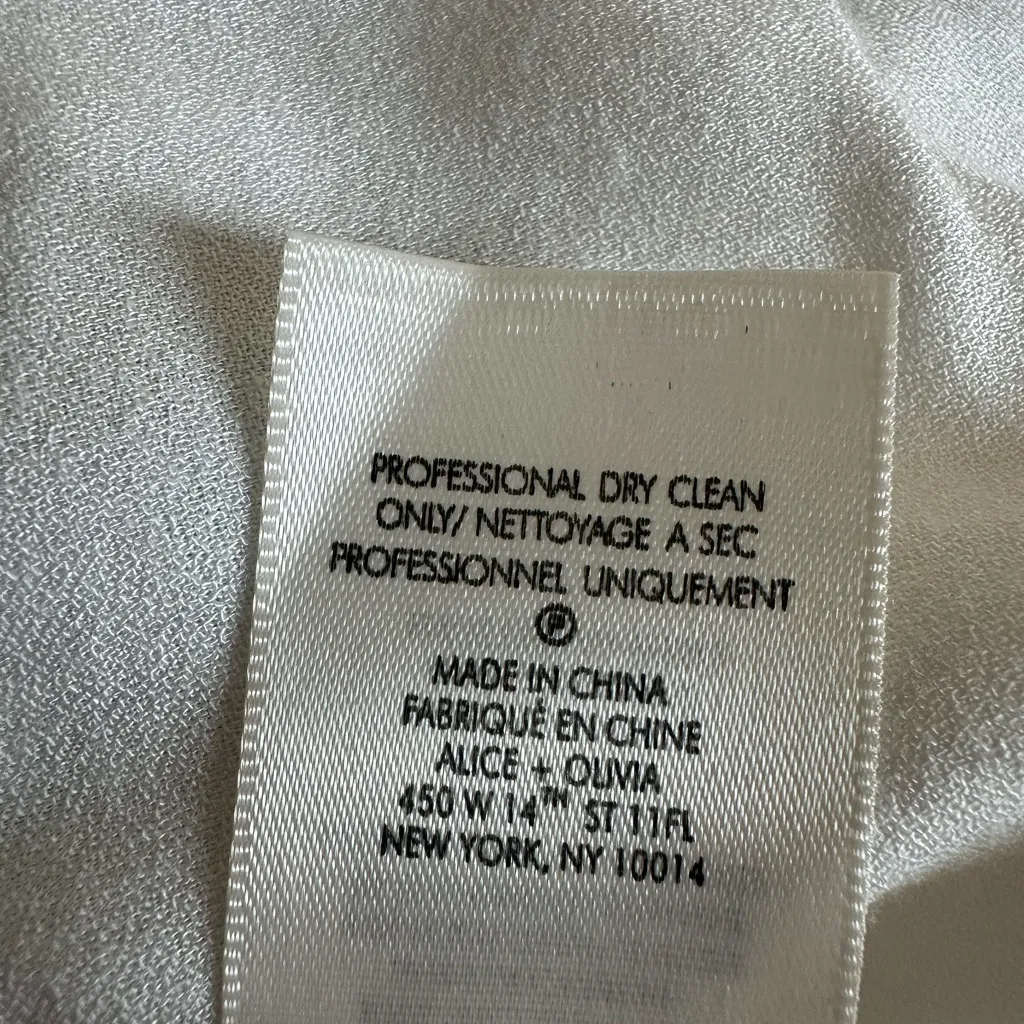 PROFESSIONAL DRY CLEAN
ONLY/ NETTOYAGE A SEC
PROFESSIONNEL UNIQUEMENT
Ⓟ
MADE IN CHINA
FABRIQUÉ EN CHINE
ALICE + OLIVIA
450 W 14TH ST 11FL
NEW YORK, NY 10014